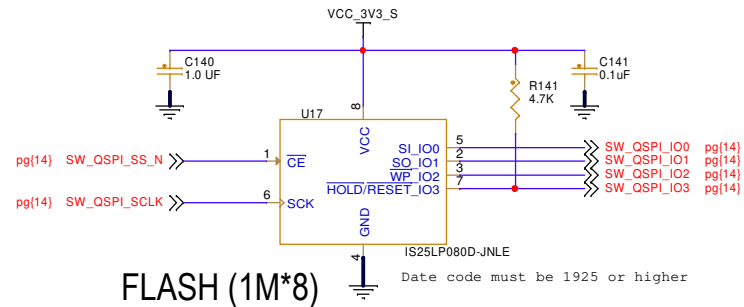 VCC_3V3_S
C140
1.0 UF
C141
0.1uF
R141
4.7K
U17
8
VCC
pg{14} SW_QSPI_SS_N
1
CE
SI_IO0
5
SW_QSPI_IO0 pg{14}
SO_IO1
2
SW_QSPI_IO1 pg{14}
WP_IO2
3
SW_QSPI_IO2 pg{14}
HOLD/RESET_IO3
7
SW_QSPI_IO3 pg{14}
pg{14} SW_QSPI_SCLK
6
SCK
GND
4
IS25LP080D-JNLE
FLASH (1M*8)
Date code must be 1925 or higher